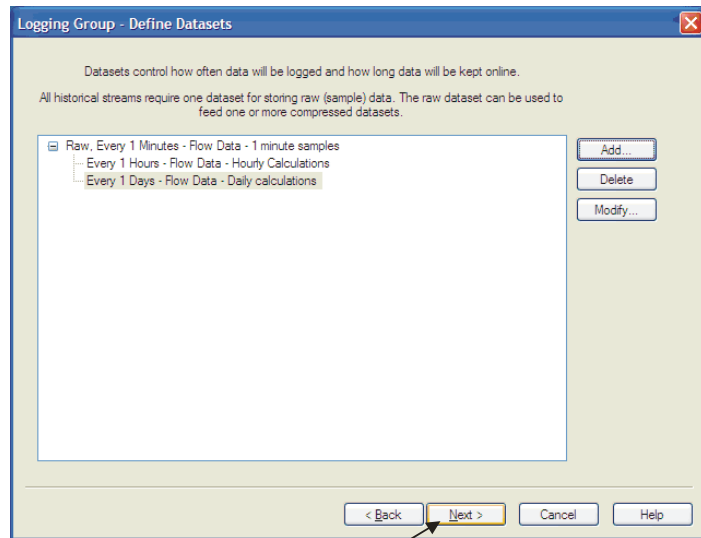 Logging Group - Define Datasets
Datasets control how often data will be logged and how long data will be kept online.
All historical streams require one dataset for storing raw (sample) data. The raw dataset can be used to
feed one or more compressed datasets.
Raw, Every 1 Minutes - Flow Data - 1 minute samples
Every 1 Hours - Flow Data - Hourly Calculations
Every 1 Days - Flow Data - Daily calculations
Add...
Delete
Modify...
< Back
Next >
Cancel
Help